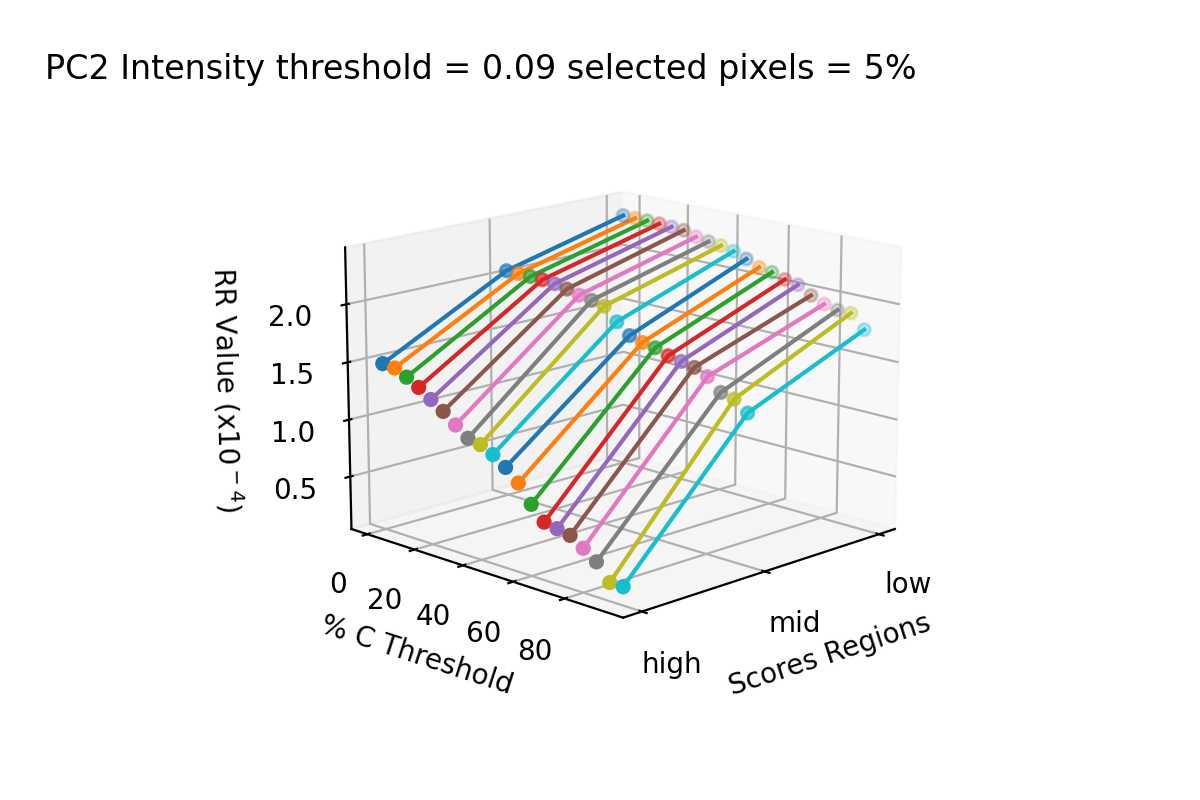 PC2 Intensity threshold = 0.09 selected pixels = 5%
RR Value (x10⁻⁴)
2.0
1.5
1.0
0.5
0
20
40
60
80
% C Threshold
high
mid
low
Scores Regions